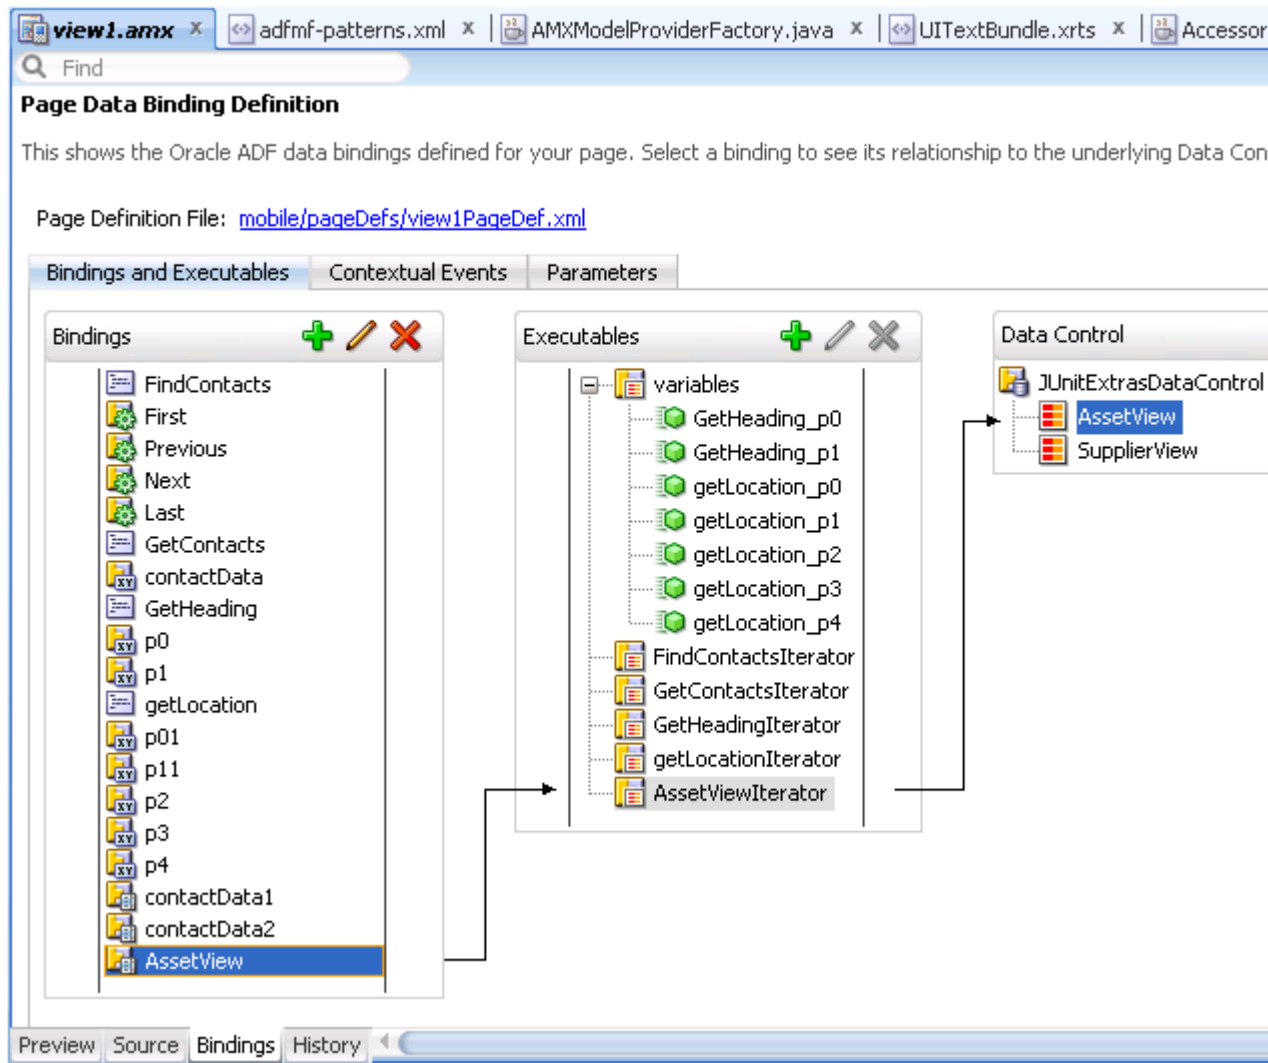 view1.amx x adfmf-patterns.xml x AMXModelProviderFactory.java x UITextBundle.xrts x Accessor
Find
Page Data Binding Definition
This shows the Oracle ADF data bindings defined for your page. Select a binding to see its relationship to the underlying Data Con
Page Definition File: mobile/pageDefs/view1PageDef.xml
Bindings and Executables Contextual Events Parameters
Bindings
FindContacts
First
Previous
Next
Last
GetContacts
contactData
GetHeading
p0
p1
getLocation
p01
p11
p2
p3
p4
contactData1
contactData2
AssetView
Executables
variables
GetHeading_p0
GetHeading_p1
getLocation_p0
getLocation_p1
getLocation_p2
getLocation_p3
getLocation_p4
FindContactsIterator
GetContactsIterator
GetHeadingIterator
getLocationIterator
AssetViewIterator
Data Control
JUnitExtrasDataControl
AssetView
SupplierView
Preview Source Bindings History